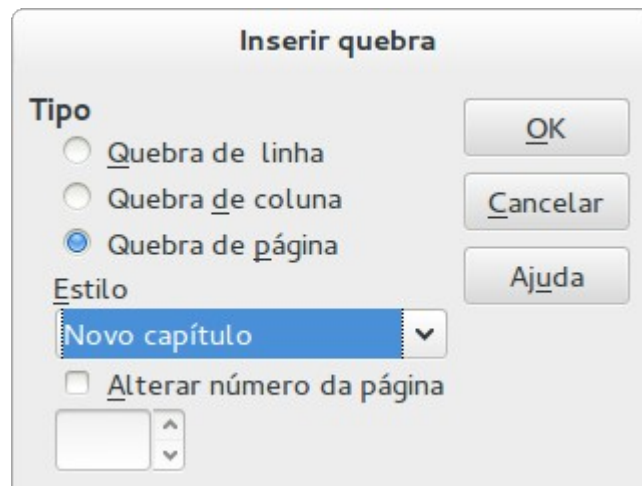 Inserir quebra
Tipo
Quebra de linha
Quebra de coluna
Quebra de página
Estilo
Novo capítulo
Alterar número da página
OK
Cancelar
Ajuda